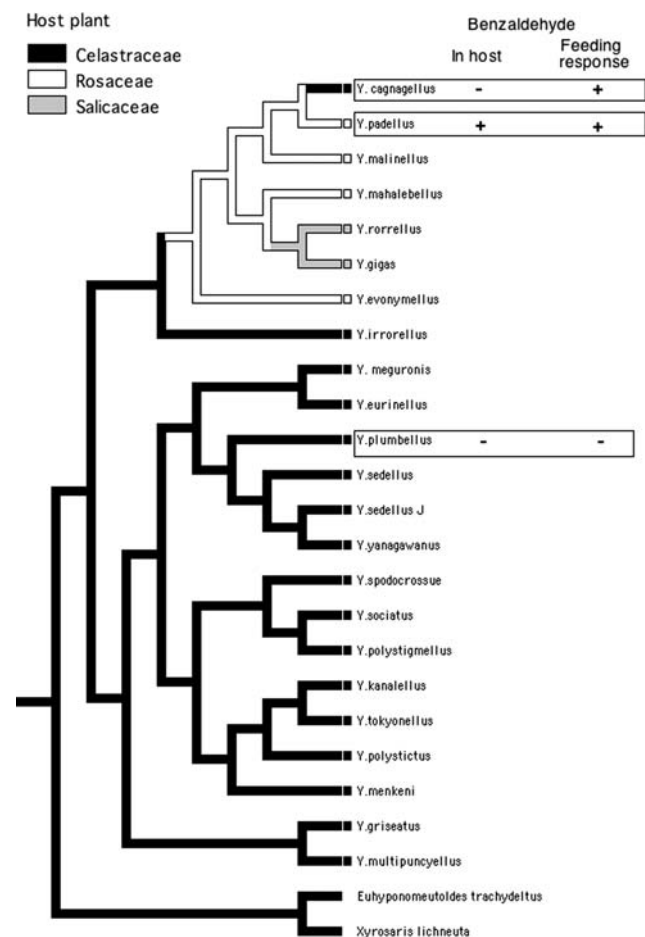 Host plant
Celastraceae
Rosaceae
Salicaceae
Benzaldehyde
In host
Feeding
response
Y. cagnagellus - +
Y.padellus + +
Y.malinellus
Y.mahalebellus
Y.rorrellus
Y.gigas
Y.evonymellus
Y.irrorellus
Y. meguronis
Y.eurinellus
Y.plumbellus - -
Y.sedellus
Y.sedellus J
Y.yanagawanus
Y.spodocrossue
Y.sociatus
Y.polystigmellus
Y.kanalellus
Y.tokyonellus
Y.polystictus
Y.menkeni
Y.griseatus
Y.multipuncyellus
Euhyponomeutoldes trachydeltus
Xyrosaris lichneuta